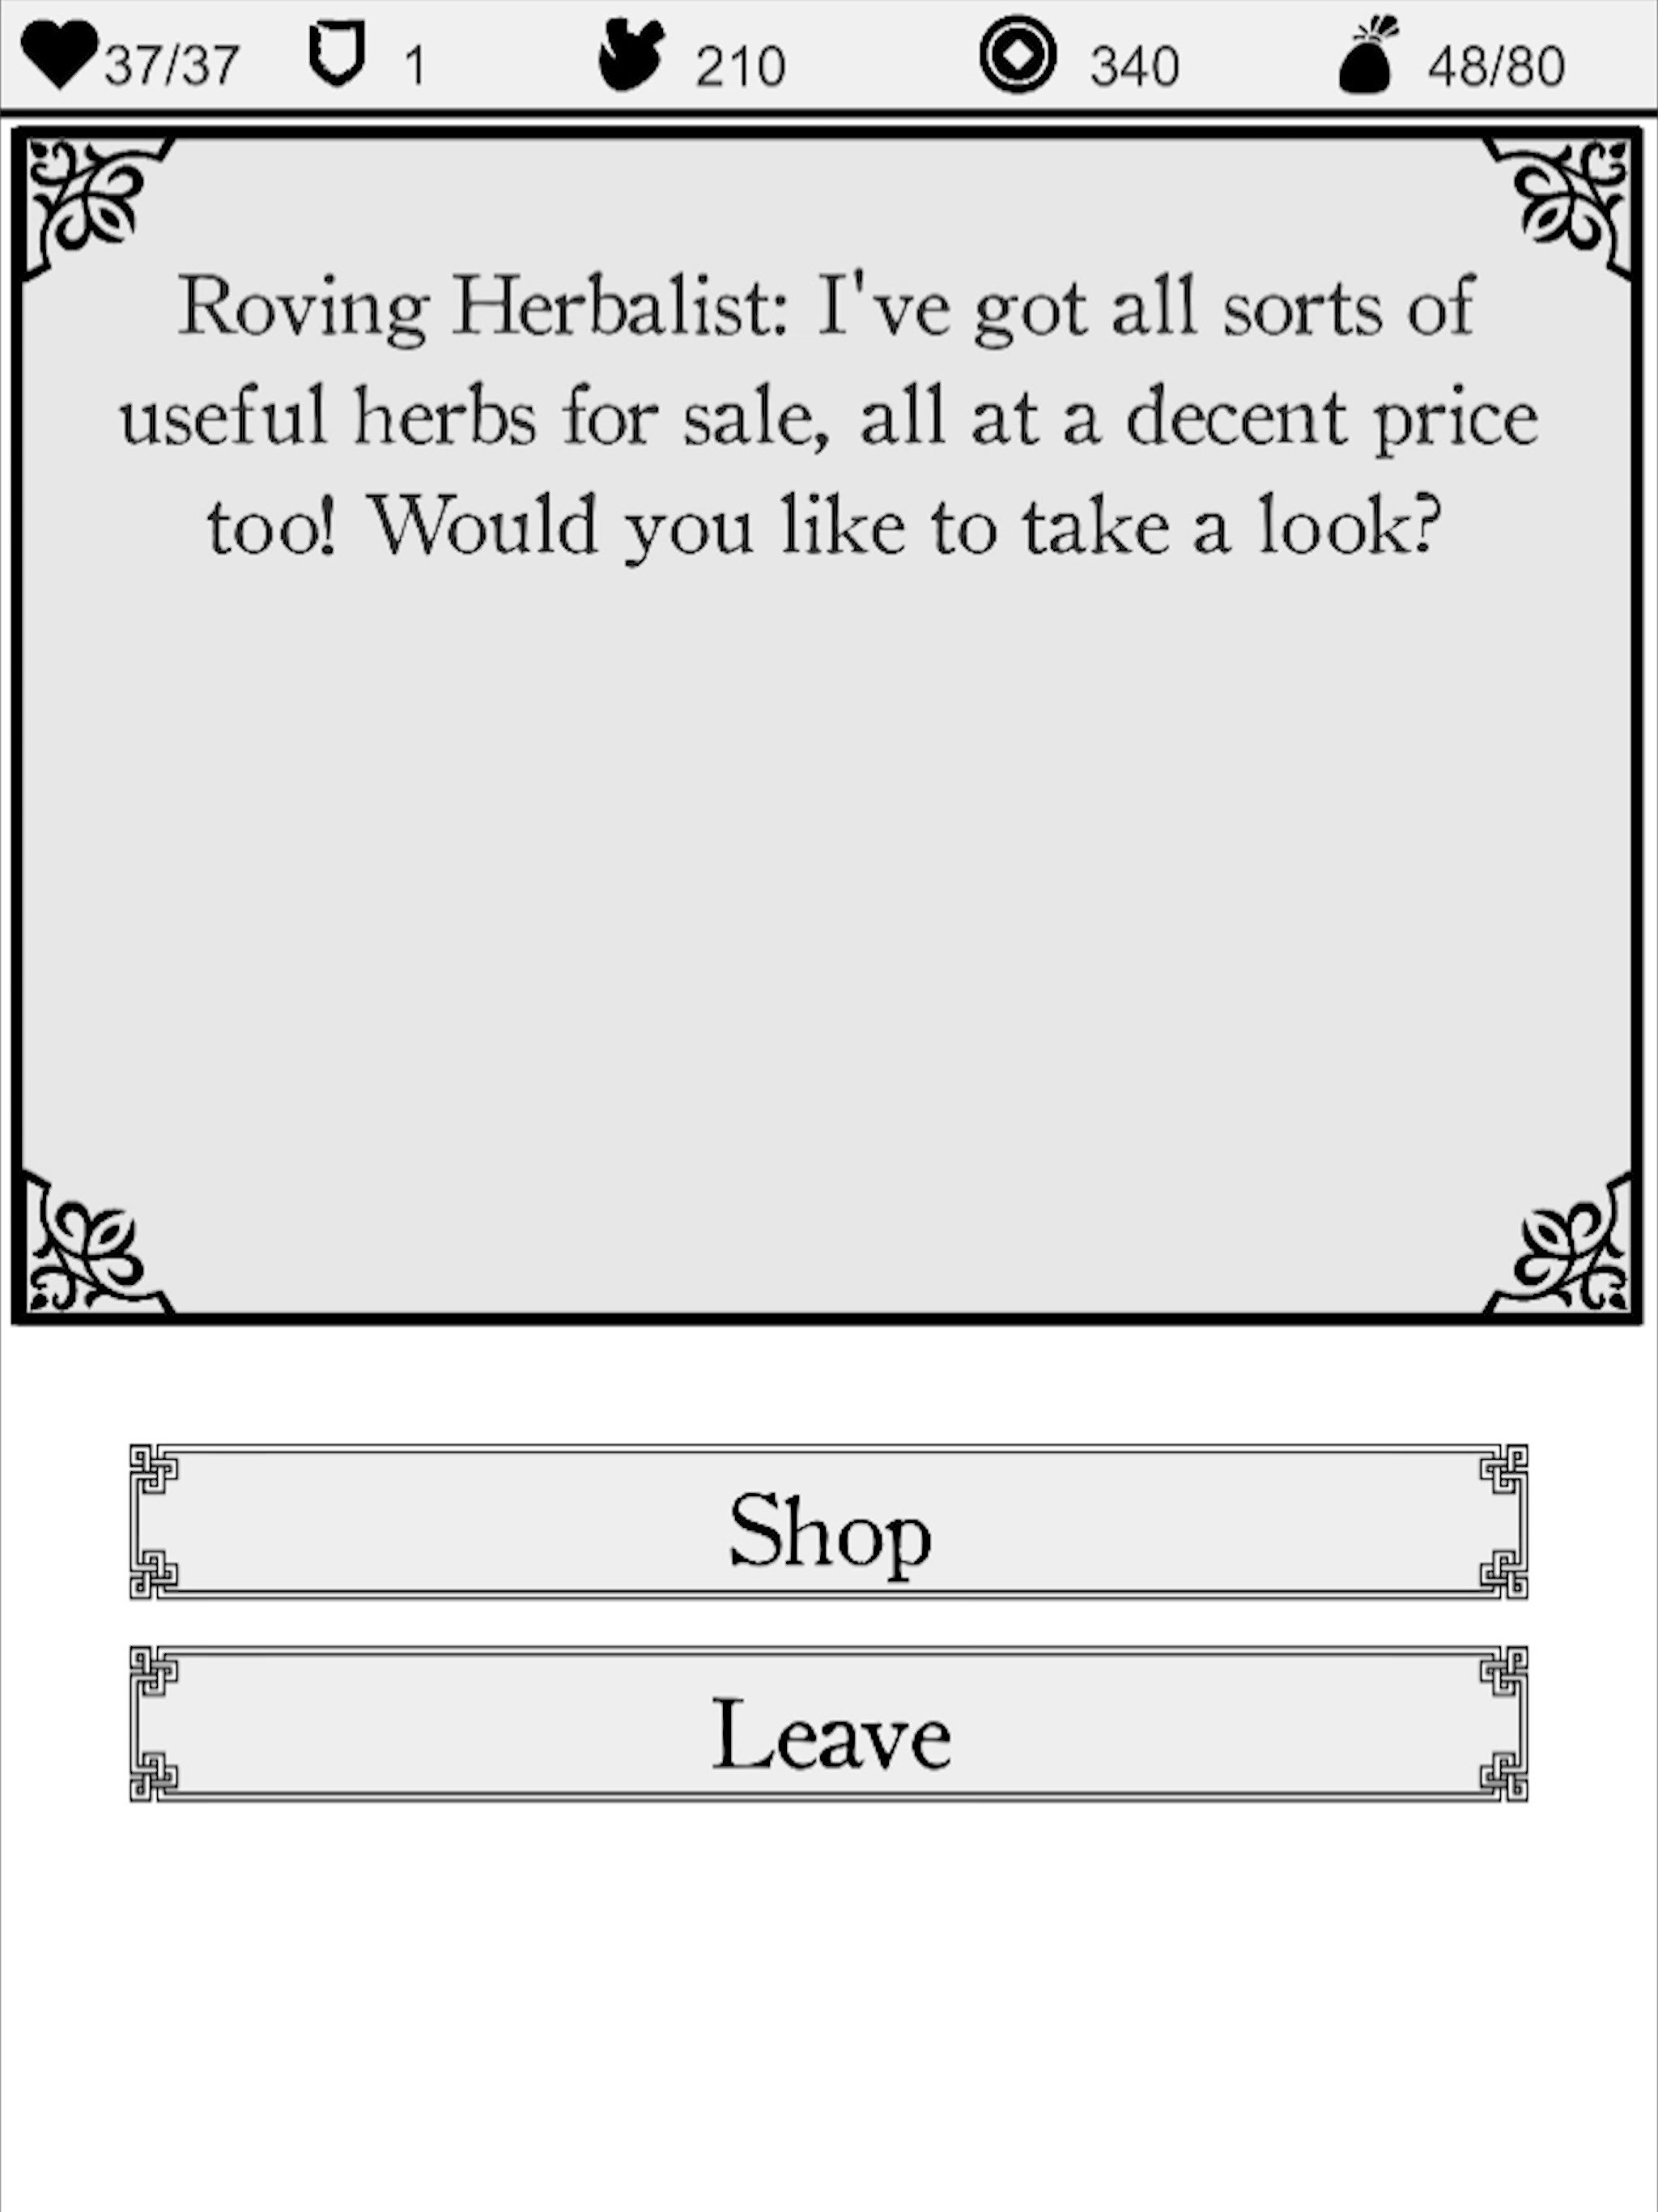 37/37 1 210 340 48/80
Roving Herbalist: I've got all sorts of
useful herbs for sale, all at a decent price
too! Would you like to take a look?
Shop
Leave